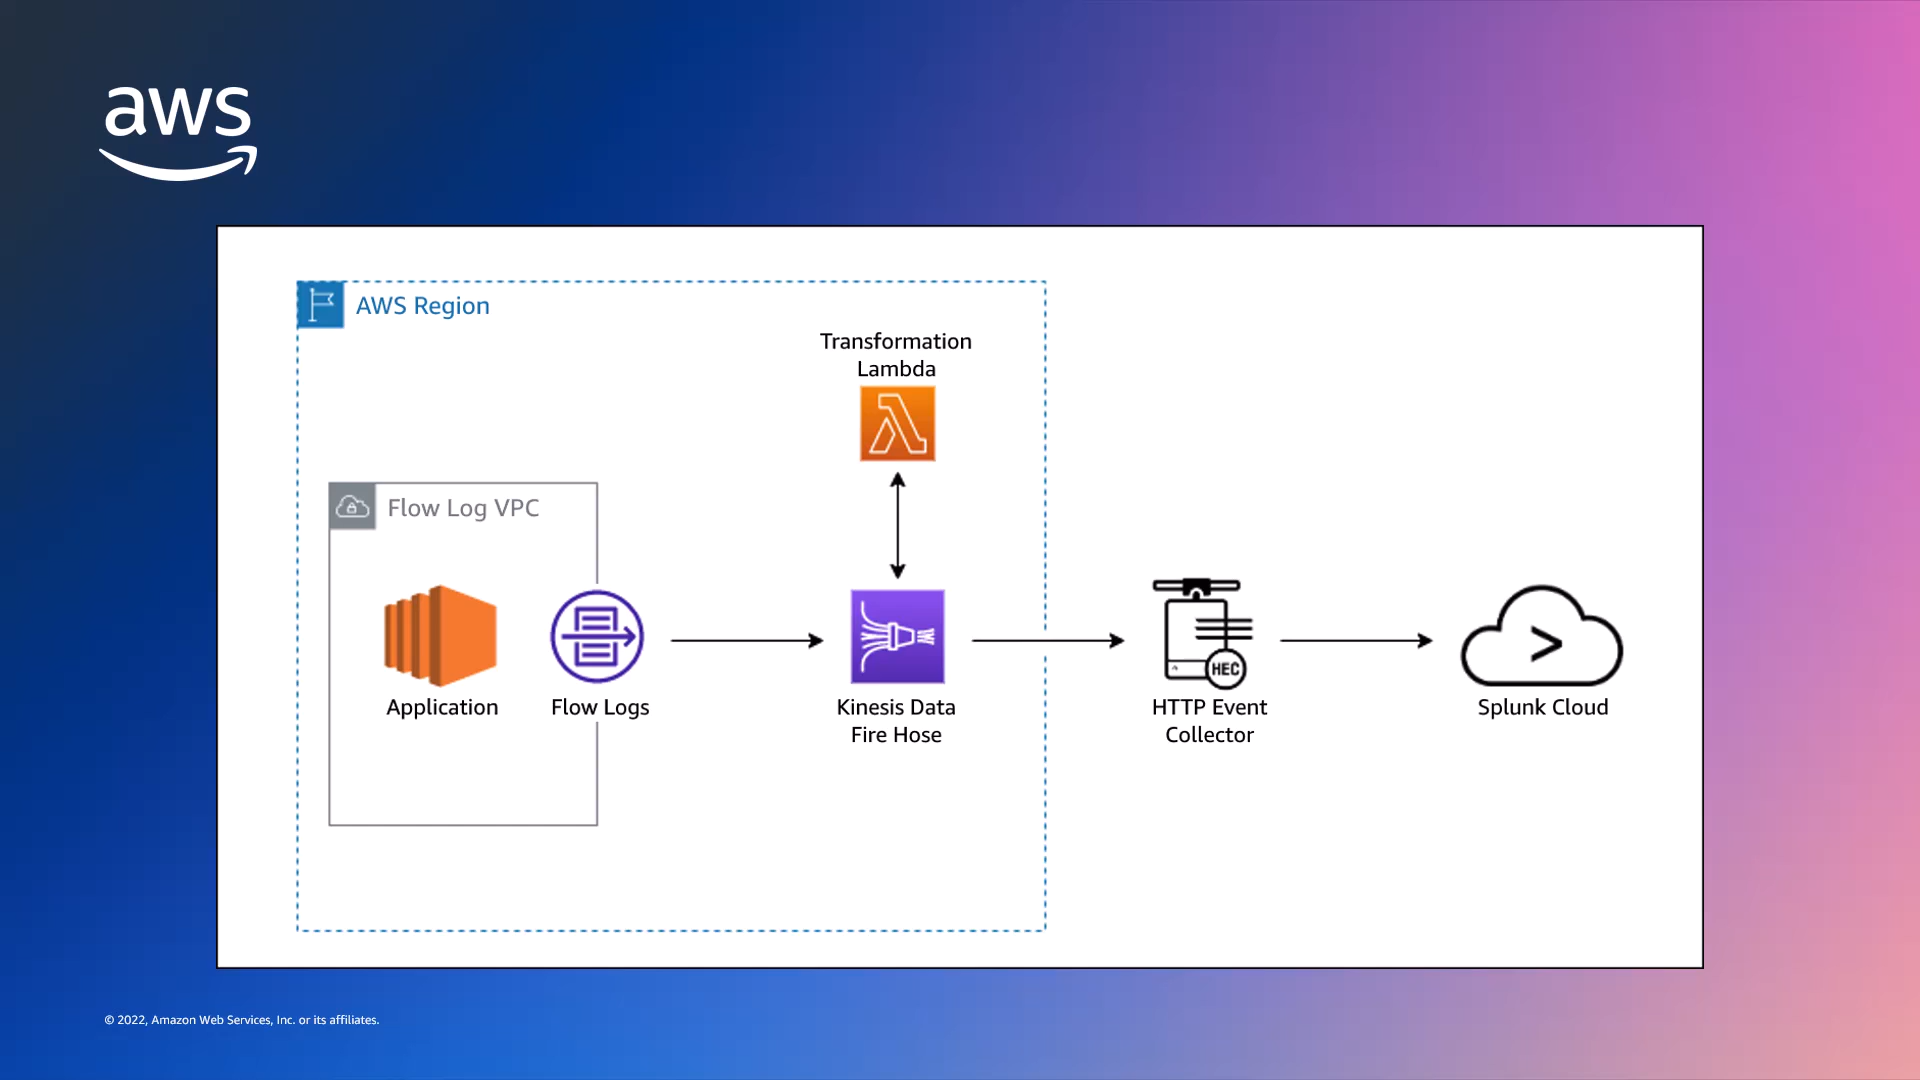 aws
AWS Region
Transformation
Lambda
Flow Log VPC
HEC
Application
Flow Logs
Kinesis Data
Fire Hose
HTTP Event
Collector
Splunk Cloud
© 2022, Amazon Web Services, Inc. or its affiliates.